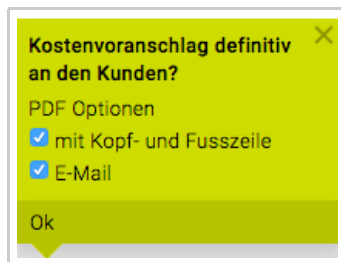 Kostenvoranschlag definitiv
an den Kunden?
PDF Optionen
mit Kopf- und Fusszeile
E-Mail
Ok